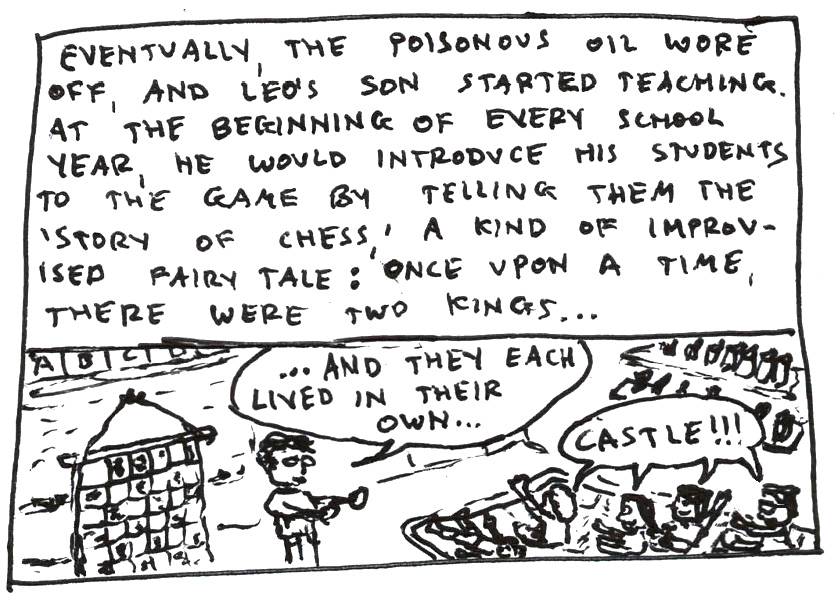 EVENTUALLY, THE POISONOUS OIL WORE
OFF, AND LEO'S SON STARTED TEACHING.
AT THE BEGINNING OF EVERY SCHOOL
YEAR, HE WOULD INTRODUCE HIS STUDENTS
TO THE GAME BY TELLING THEM THE
'STORY OF CHESS,' A KIND OF IMPROV-
ISED FAIRY TALE: 'ONCE UPON A TIME,
THERE WERE TWO KINGS...
A B C D
... AND THEY EACH
LIVED IN THEIR
OWN...
CASTLE!!!